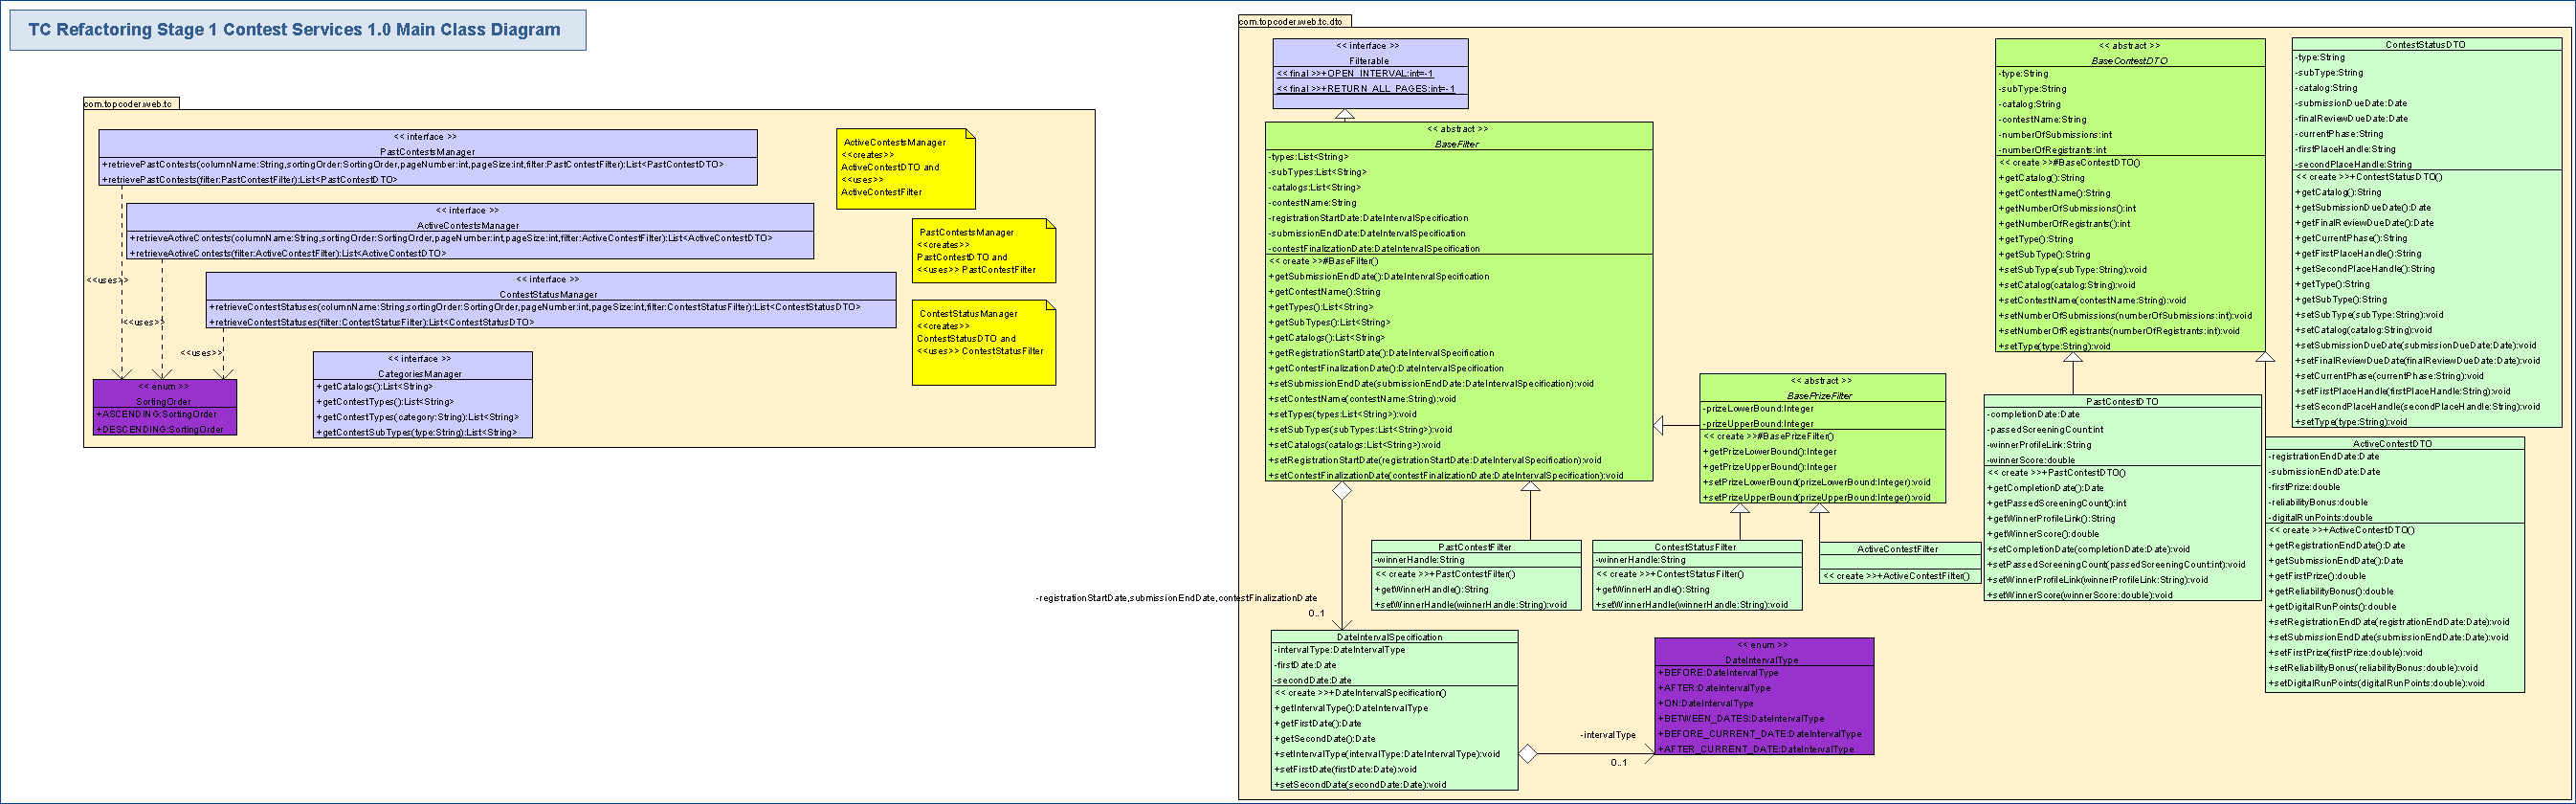 TC Refactoring Stage 1 Contest Services 1.0 Main Class Diagram
com.topcoder.web.tc
<< interface >>
PastContestsManager
+retrievePastContests(columnName:String,sortingOrder:SortingOrder,pageNumber:int,pageSize:int,filter:PastContestFilter):List<PastContestDTO>
+retrievePastContests(filter:PastContestFilter):List<PastContestDTO>
<< interface >>
ActiveContestsManager
+retrieveActiveContests(columnName:String,sortingOrder:SortingOrder,pageNumber:int,pageSize:int,filter:ActiveContestFilter):List<ActiveContestDTO>
+retrieveActiveContests(filter:ActiveContestFilter):List<ActiveContestDTO>
<< interface >>
ContestStatusManager
+retrieveContestStatuses(columnName:String,sortingOrder:SortingOrder,pageNumber:int,pageSize:int,filter:ContestStatusFilter):List<ContestStatusDTO>
+retrieveContestStatuses(filter:ContestStatusFilter):List<ContestStatusDTO>
<<uses>>
<<uses>>
<<uses>>
<< enum >>
SortingOrder
+ASCENDING:SortingOrder
+DESCENDING:SortingOrder
<< interface >>
CategoriesManager
+getCatalogs():List<String>
+getContestTypes():List<String>
+getContestTypes(category:String):List<String>
+getContestSubTypes(type:String):List<String>
ActiveContestsManager
<<creates>>
ActiveContestDTO and
<<uses>>
ActiveContestFilter
PastContestsManager
<<creates>>
PastContestDTO and
<<uses>> PastContestFilter
ContestStatusManager
<<creates>>
ContestStatusDTO and
<<uses>> ContestStatusFilter
com.topcoder.web.tc.dto
<< interface >>
Filterable
<< final >>+OPEN_INTERVAL:int=-1
<< final >>+RETURN_ALL_PAGES:int=-1
<< abstract >>
BaseFilter
-types:List<String>
-subTypes:List<String>
-catalogs:List<String>
-contestName:String
-registrationStartDate:DateIntervalSpecification
-submissionEndDate:DateIntervalSpecification
-contestFinalizationDate:DateIntervalSpecification
<< create >>#BaseFilter()
+getSubmissionEndDate():DateIntervalSpecification
+getContestName():String
+getTypes():List<String>
+getSubTypes():List<String>
+getCatalogs():List<String>
+getRegistrationStartDate():DateIntervalSpecification
+getContestFinalizationDate():DateIntervalSpecification
+setSubmissionEndDate(submissionEndDate:DateIntervalSpecification):void
+setContestName(contestName:String):void
+setTypes(types:List<String>):void
+setSubTypes(subTypes:List<String>):void
+setCatalogs(catalogs:List<String>):void
+setRegistrationStartDate(registrationStartDate:DateIntervalSpecification):void
+setContestFinalizationDate(contestFinalizationDate:DateIntervalSpecification):void
<< abstract >>
BasePrizeFilter
-prizeLowerBound:Integer
-prizeUpperBound:Integer
<< create >>#BasePrizeFilter()
+getPrizeLowerBound():Integer
+getPrizeUpperBound():Integer
+setPrizeLowerBound(prizeLowerBound:Integer):void
+setPrizeUpperBound(prizeUpperBound:Integer):void
PastContestFilter
-winnerHandle:String
<< create >>+PastContestFilter()
+getWinnerHandle():String
+setWinnerHandle(winnerHandle:String):void
ContestStatusFilter
-winnerHandle:String
<< create >>+ContestStatusFilter()
+getWinnerHandle():String
+setWinnerHandle(winnerHandle:String):void
ActiveContestFilter
<< create >>+ActiveContestFilter()
-registrationStartDate,submissionEndDate,contestFinalizationDate
0..1
DateIntervalSpecification
-intervalType:DateIntervalType
-firstDate:Date
-secondDate:Date
<< create >>+DateIntervalSpecification()
+getIntervalType():DateIntervalType
+getFirstDate():Date
+getSecondDate():Date
+setIntervalType(intervalType:DateIntervalType):void
+setFirstDate(firstDate:Date):void
+setSecondDate(secondDate:Date):void
-intervalType
0..1
<< enum >>
DateIntervalType
+BEFORE:DateIntervalType
+AFTER:DateIntervalType
+ON:DateIntervalType
+BETWEEN_DATES:DateIntervalType
+BEFORE_CURRENT_DATE:DateIntervalType
+AFTER_CURRENT_DATE:DateIntervalType
<< abstract >>
BaseContestDTO
-type:String
-subType:String
-catalog:String
-contestName:String
-numberOfSubmissions:int
-numberOfRegistrants:int
<< create >>#BaseContestDTO()
+getCatalog():String
+getContestName():String
+getNumberOfSubmissions():int
+getNumberOfRegistrants():int
+getType():String
+getSubType():String
+setSubType(subType:String):void
+setCatalog(catalog:String):void
+setContestName(contestName:String):void
+setNumberOfSubmissions(numberOfSubmissions:int):void
+setNumberOfRegistrants(numberOfRegistrants:int):void
+setType(type:String):void
PastContestDTO
-completionDate:Date
-passedScreeningCount:int
-winnerProfileLink:String
-winnerScore:double
<< create >>+PastContestDTO()
+getCompletionDate():Date
+getPassedScreeningCount():int
+getWinnerProfileLink():String
+getWinnerScore():double
+setCompletionDate(completionDate:Date):void
+setPassedScreeningCount(passedScreeningCount:int):void
+setWinnerProfileLink(winnerProfileLink:String):void
+setWinnerScore(winnerScore:double):void
ContestStatusDTO
-type:String
-subType:String
-catalog:String
-submissionDueDate:Date
-finalReviewDueDate:Date
-currentPhase:String
-firstPlaceHandle:String
-secondPlaceHandle:String
<< create >>+ContestStatusDTO()
+getCatalog():String
+getSubmissionDueDate():Date
+getFinalReviewDueDate():Date
+getCurrentPhase():String
+getFirstPlaceHandle():String
+getSecondPlaceHandle():String
+getType():String
+getSubType():String
+setSubType(subType:String):void
+setCatalog(catalog:String):void
+setSubmissionDueDate(submissionDueDate:Date):void
+setFinalReviewDueDate(finalReviewDueDate:Date):void
+setCurrentPhase(currentPhase:String):void
+setFirstPlaceHandle(firstPlaceHandle:String):void
+setSecondPlaceHandle(secondPlaceHandle:String):void
+setType(type:String):void
ActiveContestDTO
-registrationEndDate:Date
-submissionEndDate:Date
-firstPrize:double
-reliabilityBonus:double
-digitalRunPoints:double
<< create >>+ActiveContestDTO()
+getRegistrationEndDate():Date
+getSubmissionEndDate():Date
+getFirstPrize():double
+getReliabilityBonus():double
+getDigitalRunPoints():double
+setRegistrationEndDate(registrationEndDate:Date):void
+setSubmissionEndDate(submissionEndDate:Date):void
+setFirstPrize(firstPrize:double):void
+setReliabilityBonus(reliabilityBonus:double):void
+setDigitalRunPoints(digitalRunPoints:double):void